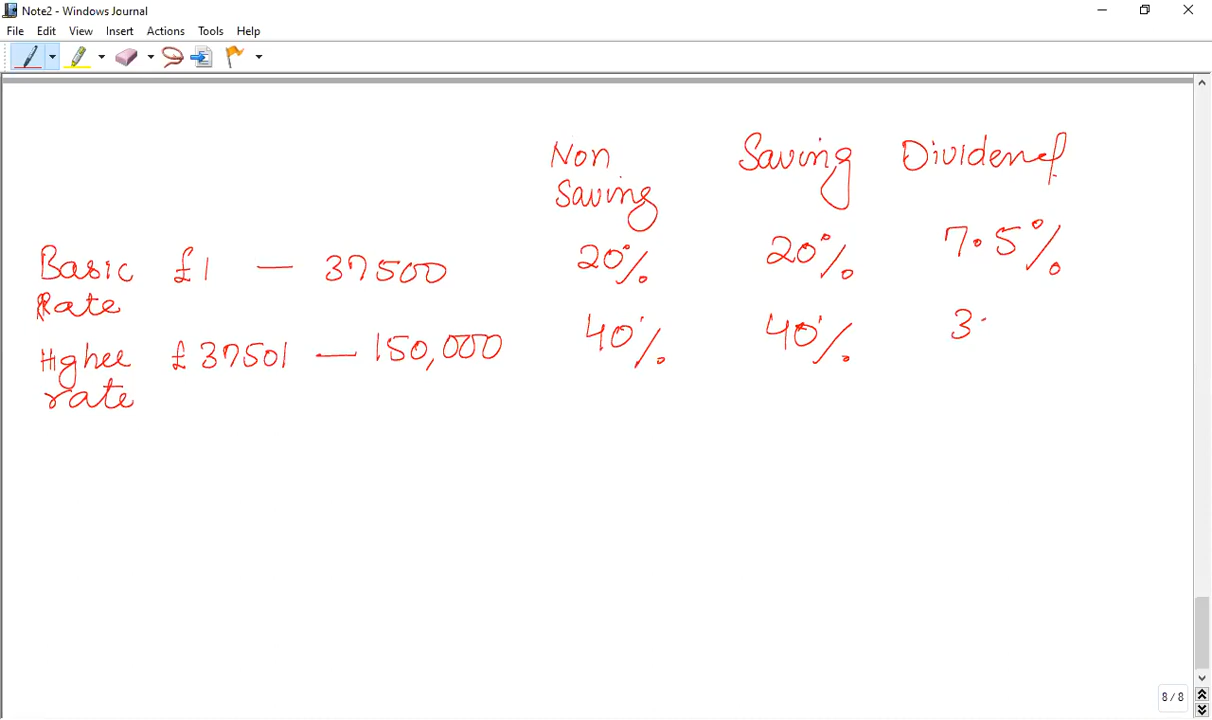 Note2 - Windows Journal
File Edit View Insert Actions Tools Help
Non Saving Dividend
Saving
Basic £1 — 37500 20% 20% 7.5%
Rate
Higher £37501 — 150,000 40% 40% 3
rate
8 / 8